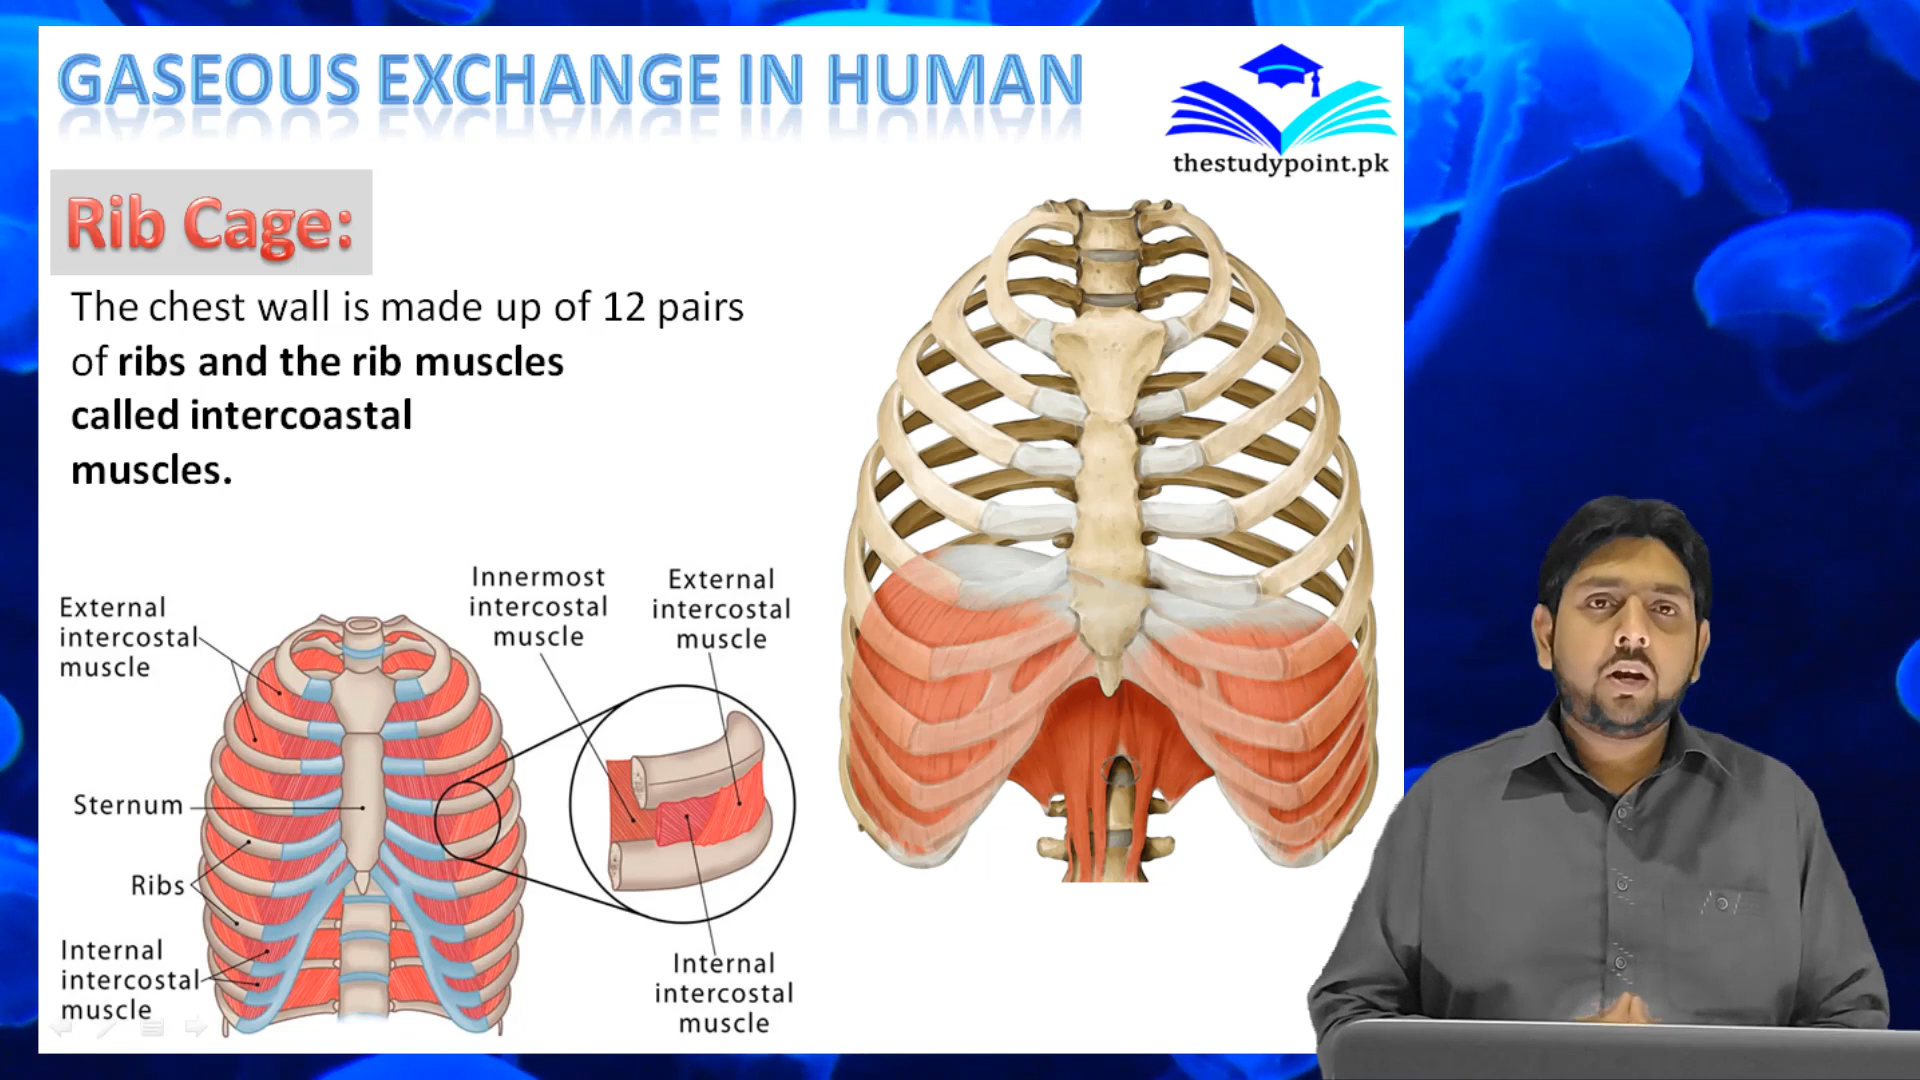 GASEOUS EXCHANGE IN HUMAN
thestudypoint.pk
Rib Cage:
The chest wall is made up of 12 pairs
of ribs and the rib muscles
called intercoastal
muscles.
External
intercostal
muscle
Innermost
intercostal
muscle
External
intercostal
muscle
Sternum
Ribs
Internal
intercostal
muscle
Internal
intercostal
muscle